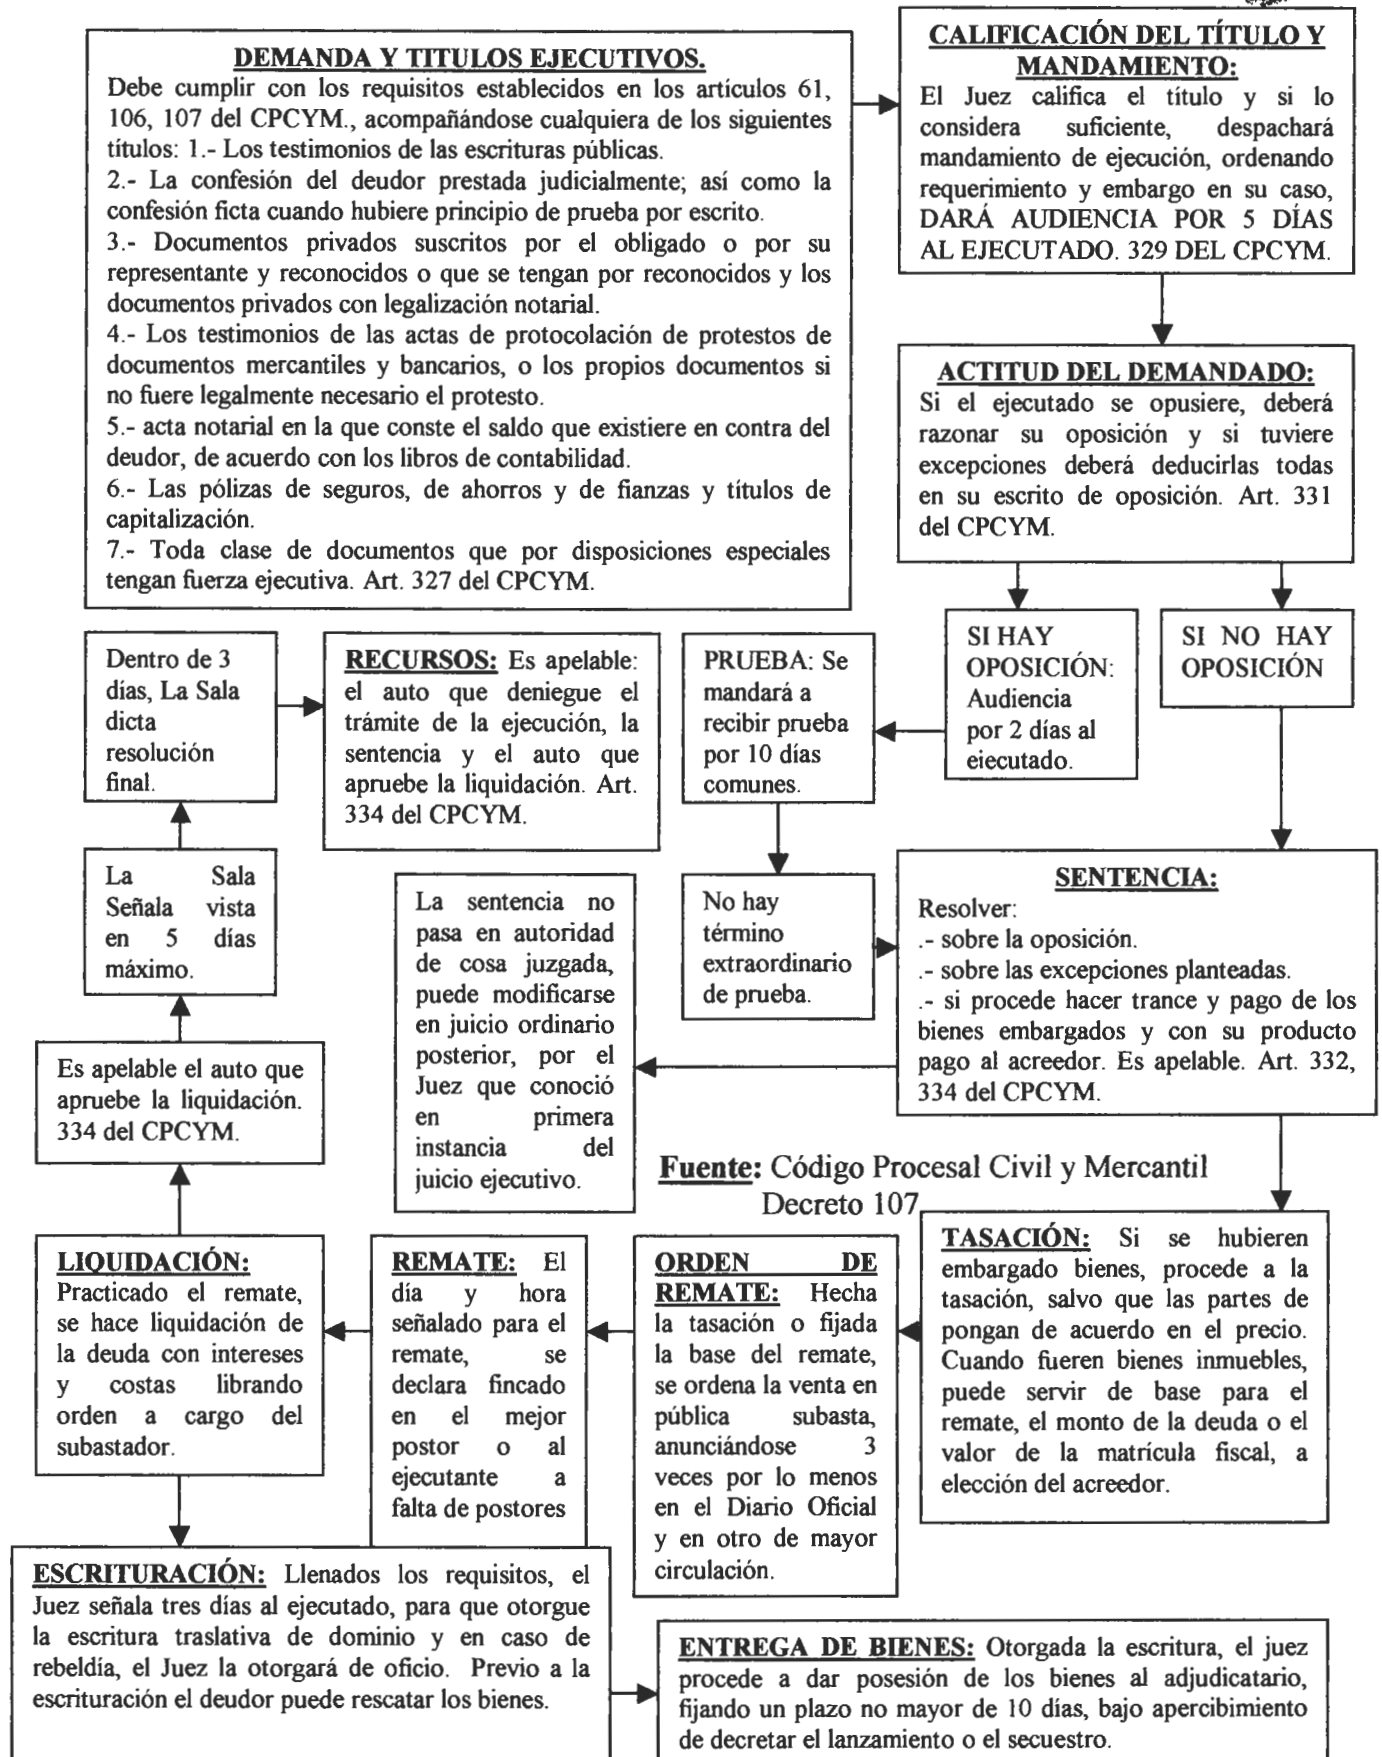 DEMANDA Y TITULOS EJECUTIVOS.
Debe cumplir con los requisitos establecidos en los artículos 61,
106, 107 del CPCYM., acompañándose cualquiera de los siguientes
títulos: 1.- Los testimonios de las escrituras públicas.
2.- La confesión del deudor prestada judicialmente; así como la
confesión ficta cuando hubiere principio de prueba por escrito.
3.- Documentos privados suscritos por el obligado o por su
representante y reconocidos o que se tengan por reconocidos y los
documentos privados con legalización notarial.
4.- Los testimonios de las actas de protocolación de protestos de
documentos mercantiles y bancarios, o los propios documentos si
no fuere legalmente necesario el protesto.
5.- acta notarial en la que conste el saldo que existiere en contra del
deudor, de acuerdo con los libros de contabilidad.
6.- Las pólizas de seguros, de ahorros y de fianzas y títulos de
capitalización.
7.- Toda clase de documentos que por disposiciones especiales
tengan fuerza ejecutiva. Art. 327 del CPCYM.
CALIFICACIÓN DEL TÍTULO Y
MANDAMIENTO:
El Juez califica el título y si lo
considera suficiente, despachará
mandamiento de ejecución, ordenando
requerimiento y embargo en su caso,
DARÁ AUDIENCIA POR 5 DÍAS
AL EJECUTADO. 329 DEL CPCYM.
ACTITUD DEL DEMANDADO:
Si el ejecutado se opusiere, deberá
razonar su oposición y si tuviere
excepciones deberá deducirlas todas
en su escrito de oposición. Art. 331
del CPCYM.
SI HAY
OPOSICIÓN:
Audiencia
por 2 días al
eiecutado.
SI NO HAY
OPOSICIÓN
PRUEBA: Se
mandará a
recibir prueba
por 10 días
comunes.
No hay
término
extraordinario
de prueba.
SENTENCIA:
Resolver:
.- sobre la oposición.
.- sobre las excepciones planteadas.
.- si procede hacer trance y pago de los
bienes embargados y con su producto
pago al acreedor. Es apelable. Art. 332,
334 del CPCYM.
La sentencia no
pasa en autoridad
de cosa juzgada,
puede modificarse
en juicio ordinario
posterior, por el
Juez que conoció
en primera
instancia del
juicio ejecutivo.
Dentro de 3
días, La Sala
dicta
resolución
final.
RECURSOS: Es apelable:
el auto que deniegue el
trámite de la ejecución, la
sentencia y el auto que
apruebe la liquidación. Art.
334 del CPCYM.
La Sala
Señala vista
en 5 días
máximo.
Es apelable el auto que
apruebe la liquidación.
334 del CPCYM.
Fuente: Código Procesal Civil y Mercantil
Decreto 107
TASACIÓN: Si se hubieren
embargado bienes, procede a la
tasación, salvo que las partes de
pongan de acuerdo en el precio.
Cuando fueren bienes inmuebles,
puede servir de base para el
remate, el monto de la deuda o el
valor de la matrícula fiscal, a
elección del acreedor.
ORDEN DE
REMATE: Hecha
la tasación o fijada
la base del remate,
se ordena la venta en
pública subasta,
anunciándose 3
veces por lo menos
en el Diario Oficial
y en otro de mayor
circulación.
REMATE: El
día y hora
señalado para el
remate, se
declara fincado
en el mejor
postor o al
ejecutante a
falta de postores
LIQUIDACIÓN:
Practicado el remate,
se hace liquidación de
la deuda con intereses
y costas librando
orden a cargo del
subastador.
ESCRITURACIÓN: Llenados los requisitos, el
Juez señala tres días al ejecutado, para que otorgue
la escritura traslativa de dominio y en caso de
rebeldía, el Juez la otorgará de oficio. Previo a la
escrituración el deudor puede rescatar los bienes.
ENTREGA DE BIENES: Otorgada la escritura, el juez
procede a dar posesión de los bienes al adjudicatario,
fijando un plazo no mayor de 10 días, bajo apercibimiento
de decretar el lanzamiento o el secuestro.